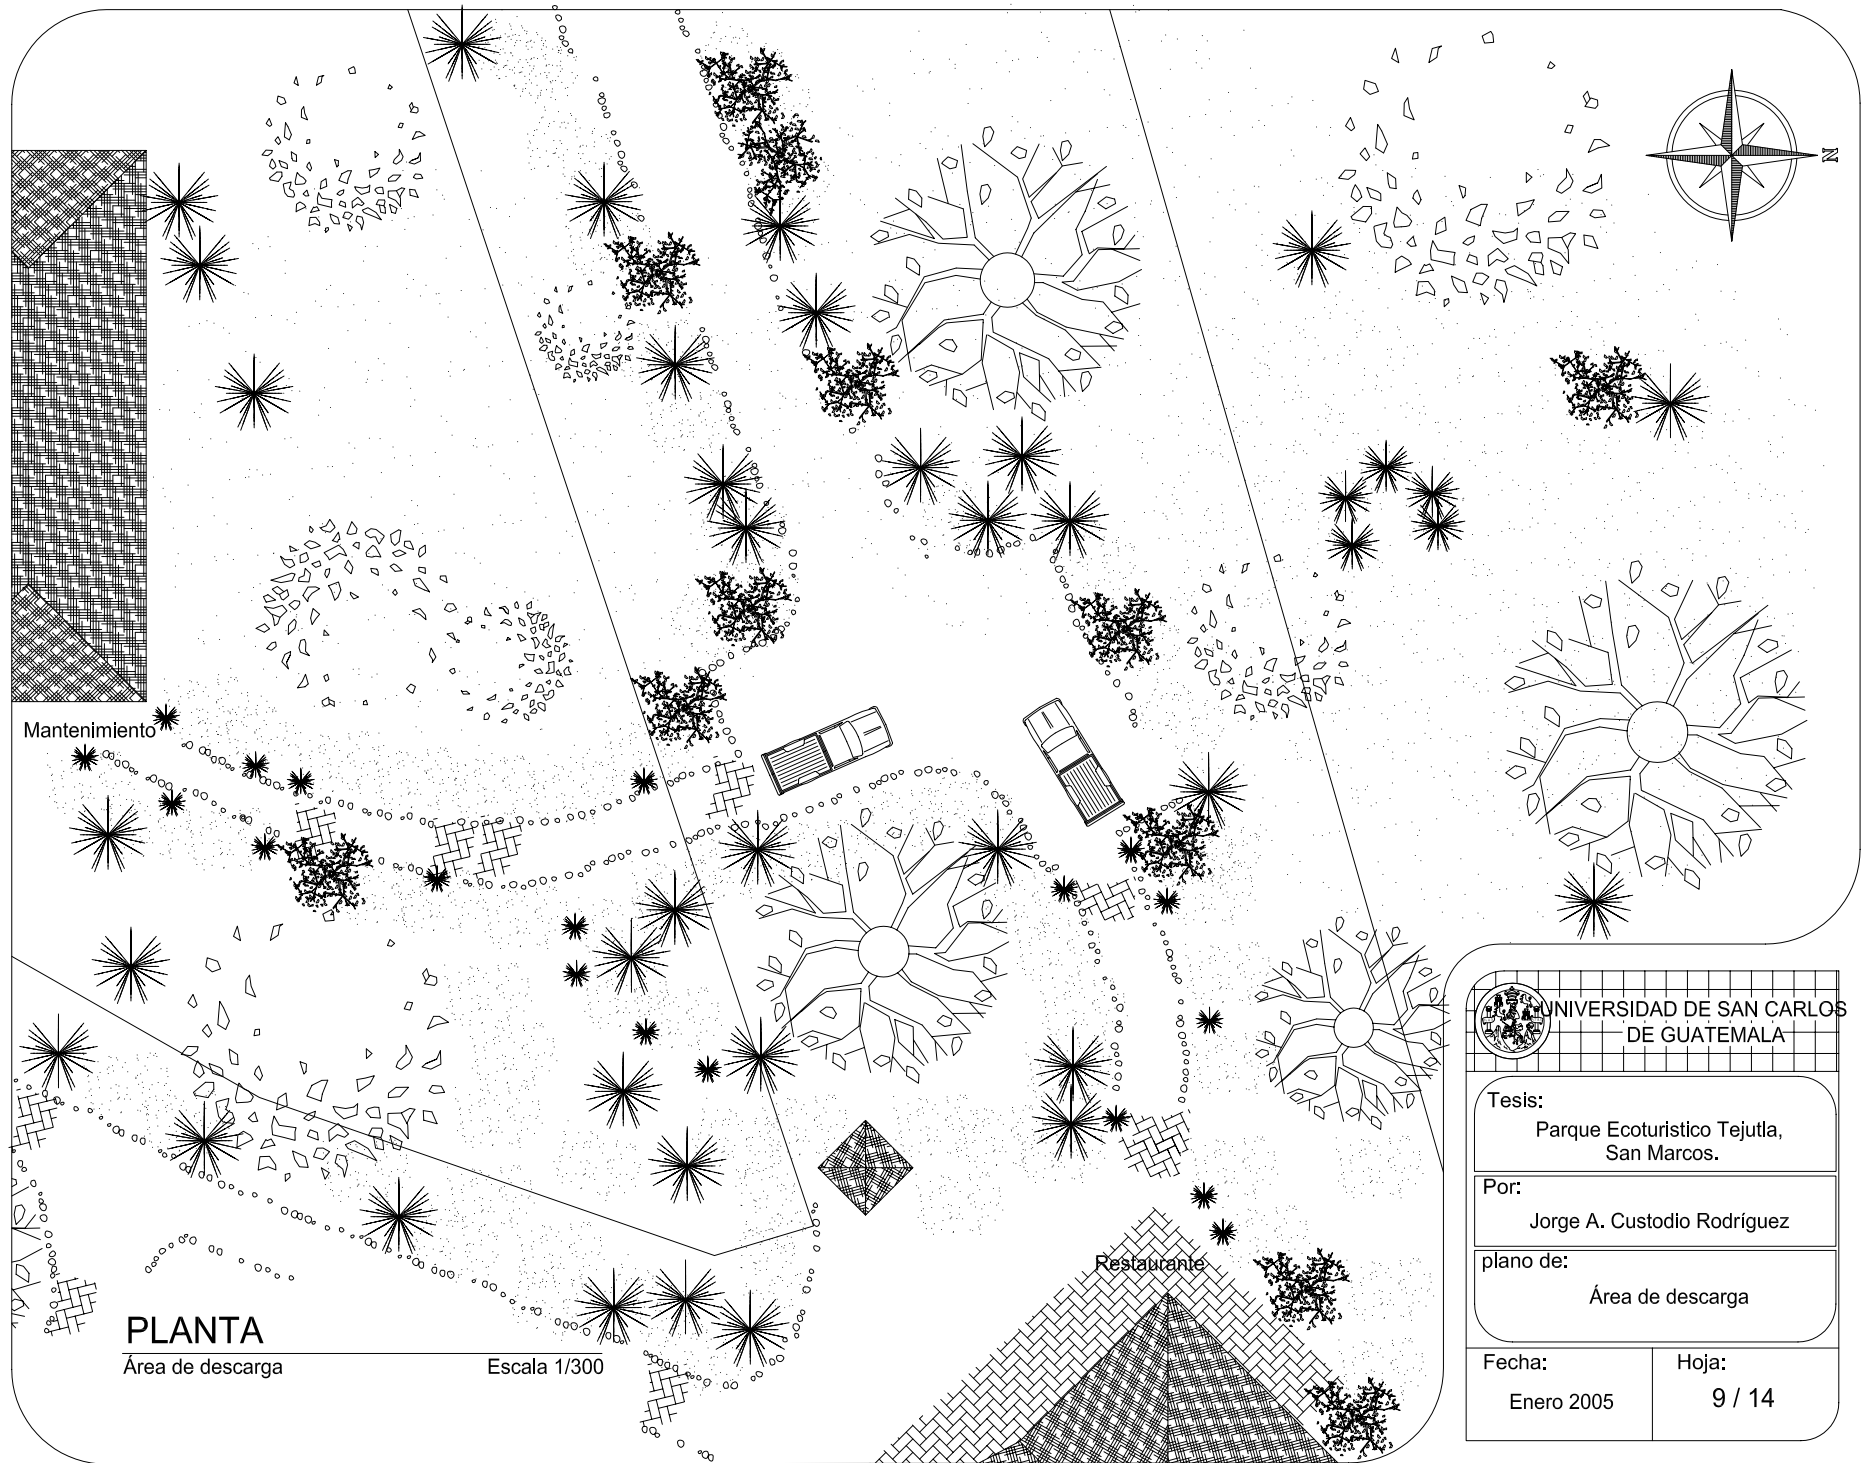 N
Mantenimiento
Restaurante
PLANTA
Área de descarga
Escala 1/300
UNIVERSIDAD DE SAN CARLOS
DE GUATEMALA
Tesis:
Parque Ecoturistico Tejutla,
San Marcos.
Por:
Jorge A. Custodio Rodríguez
plano de:
Área de descarga
Fecha:
Enero 2005
Hoja:
9 / 14